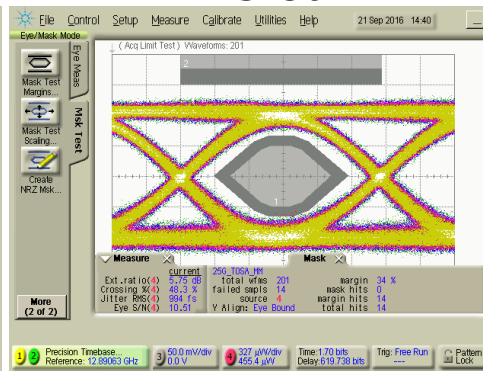 File Control Setup Measure Calibrate Utilities Help 21 Sep 2016 14:40
Eye/Mask Mode
( Acq Limit Test ) Waveforms: 201
Eye Meas
Mask Test
Margins...
Msk Test
Mask Test
Scaling...
Create
NRZ Msk...
More
(2 of 2)
2
1
Measure
current
Ext.ratio(4) 5.75 dB
Crossing %(4) 48.3 %
Jitter RMS(4) 994 fs
Eye S/N(4) 10.51
Mask
25G_TOSA_MM
total wfms 201 margin 34 %
failed smpls 14 mask hits 0
source 4 margin hits 14
Y Align: Eye Bound total hits 14
1 2 Precision Timebase...
Reference: 12.89063 GHz
3 50.0 mV/div
0.0 V
4 327 µW/div
455.4 µW
Time:1.70 bits
Delay:619.738 bits
Trig: Free Run
---
Pattern
Lock